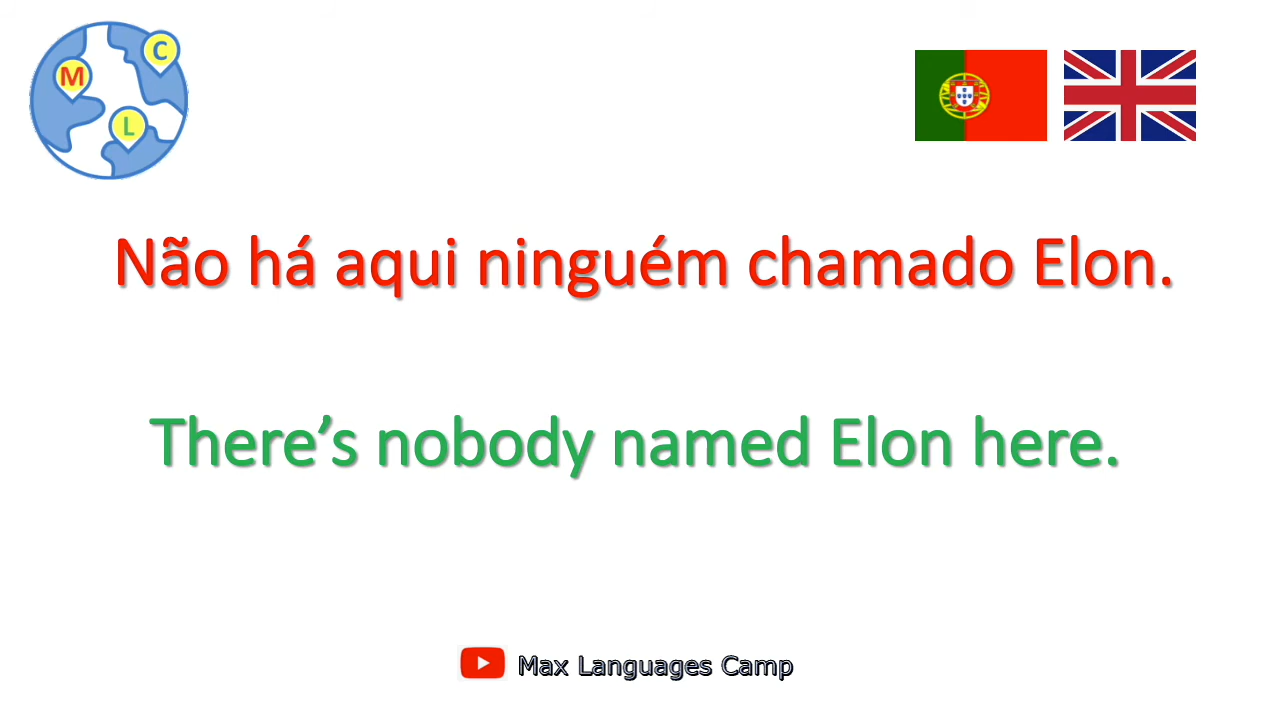 C
M
L
Não há aqui ninguém chamado Elon.
There’s nobody named Elon here.
Max Languages Camp